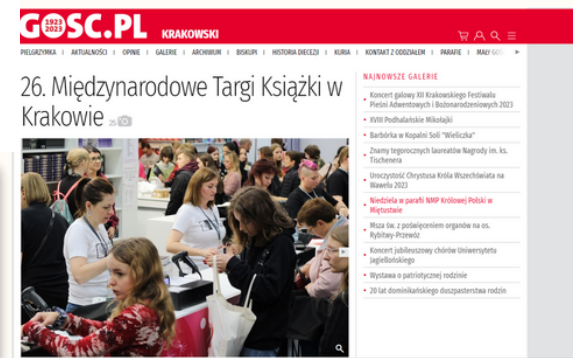 GOSC.PL
1923
2023
KRAKOWSKI
PIELGRZYMKA | AKTUALNOŚCI | OPINIE | GALERIE | ARCHIWUM | BISKUPI | HISTORIA DIECEZJI | KURIA | KONTAKT Z ODDZIAŁEM | PARAFIE | MAŁY GOŚĆ
26. Międzynarodowe Targi Książki w
Krakowie
NAJNOWSZE GALERIE
Koncert galowy XII Krakowskiego Festiwalu
Pieśni Adwentowych i Bożonarodzeniowych 2023
XVIII Podhalańskie Mikołajki
Barbórka w Kopalni Soli "Wieliczka"
Znamy tegorocznych laureatów Nagrody im. ks.
Tischenera
Uroczystość Chrystusa Króla Wszechświata na
Wawelu 2023
Niedziela w parafii NMP Królowej Polski w
Miętustwie
Msza św. z poświęceniem organów na os.
Rybitwy-Przewóz
Koncert jubileuszowy chórów Uniwersytetu
Jagiellońskiego
Wystawa o patriotycznej rodzinie
20 lat dominikańskiego duszpasterstwa rodzin